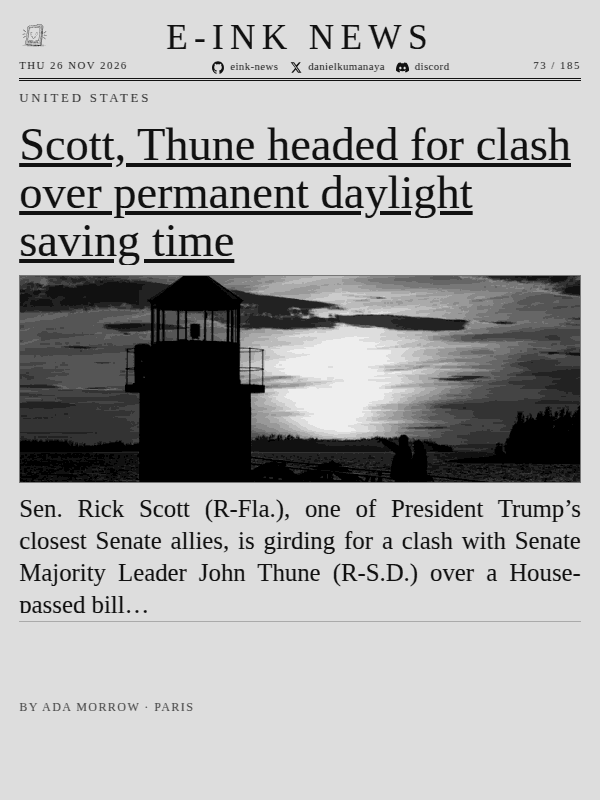 E-INK NEWS
THU 26 NOV 2026
eink-news danielkumanaya discord
73 / 185
UNITED STATES
Scott, Thune headed for clash
over permanent daylight
saving time
Sen. Rick Scott (R-Fla.), one of President Trump’s
closest Senate allies, is girding for a clash with Senate
Majority Leader John Thune (R-S.D.) over a House-
passed bill…
BY ADA MORROW · PARIS